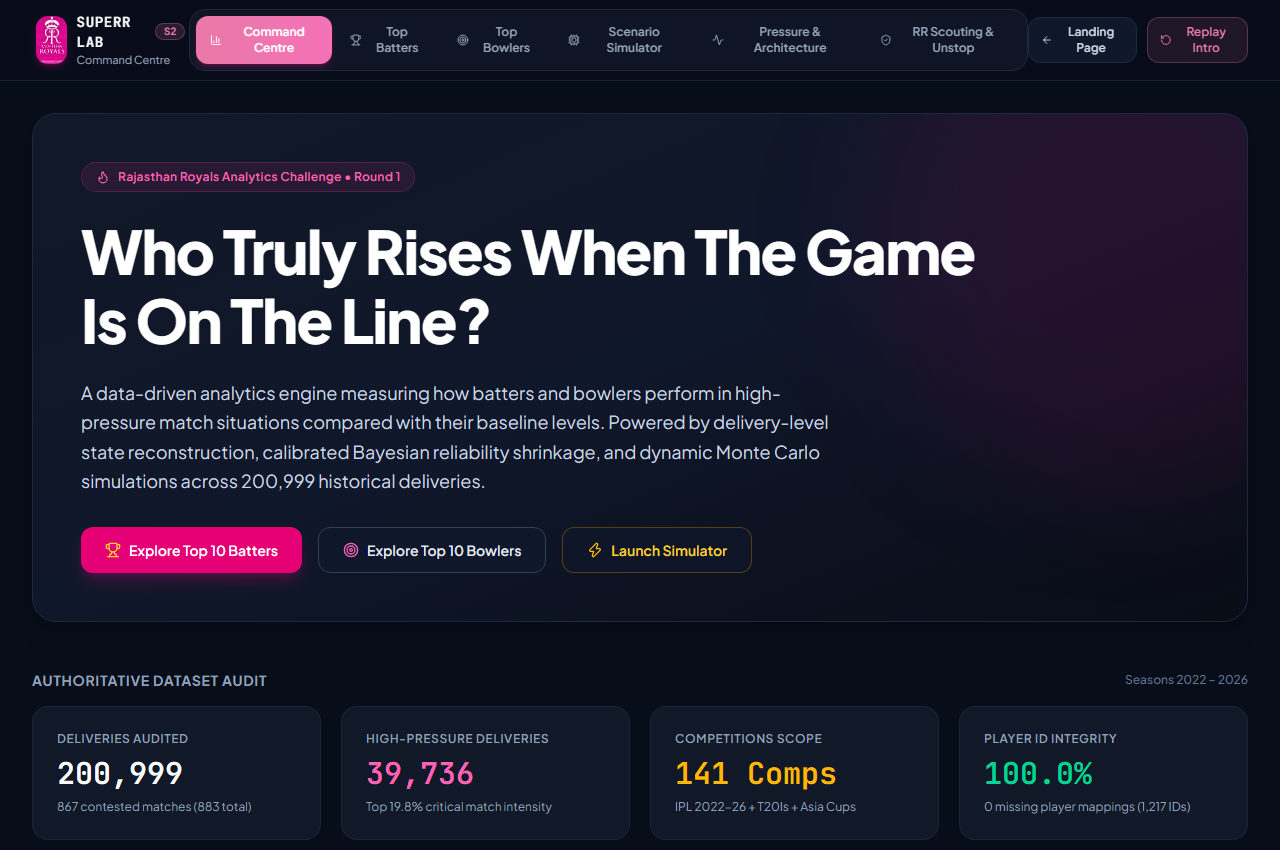 SUPERR
LAB
S2
Command Centre
Command
Centre
Top
Batters
Top
Bowlers
Scenario
Simulator
Pressure &
Architecture
RR Scouting &
Unstop
Landing
Page
Replay
Intro
ROYALS
Rajasthan Royals Analytics Challenge • Round 1
Who Truly Rises When The Game
Is On The Line?
A data-driven analytics engine measuring how batters and bowlers perform in high-
pressure match situations compared with their baseline levels. Powered by delivery-level
state reconstruction, calibrated Bayesian reliability shrinkage, and dynamic Monte Carlo
simulations across 200,999 historical deliveries.
Explore Top 10 Batters
Explore Top 10 Bowlers
Launch Simulator
AUTHORITATIVE DATASET AUDIT
Seasons 2022 – 2026
DELIVERIES AUDITED
200,999
867 contested matches (883 total)
HIGH-PRESSURE DELIVERIES
39,736
Top 19.8% critical match intensity
COMPETITIONS SCOPE
141 Comps
IPL 2022–26 + T20Is + Asia Cups
PLAYER ID INTEGRITY
100.0%
0 missing player mappings (1,217 IDs)